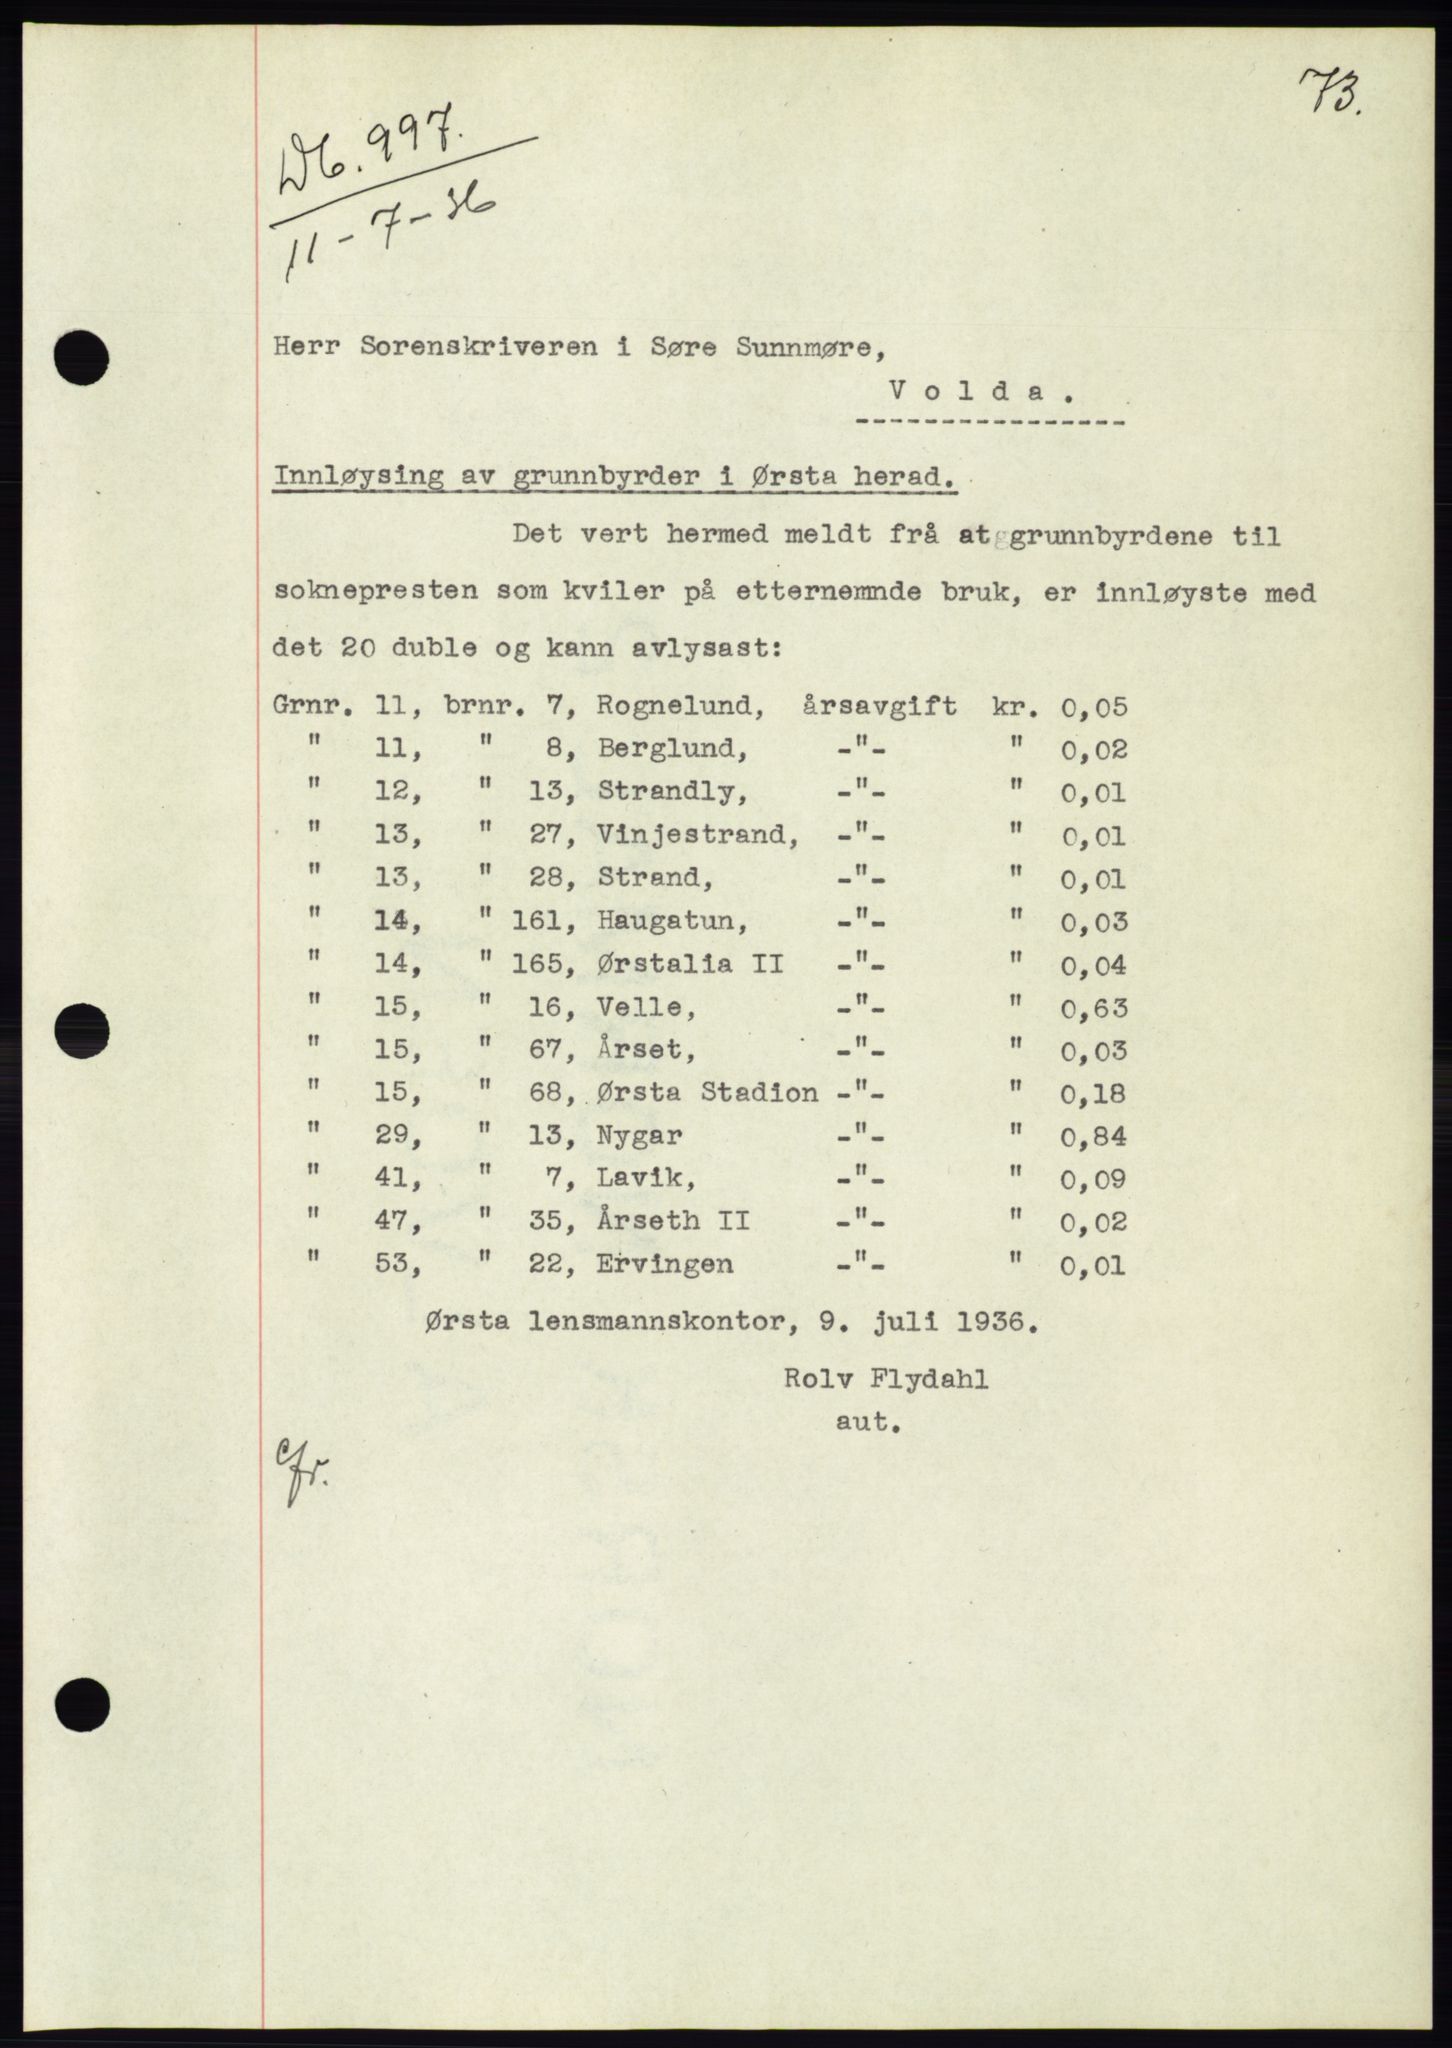 73.
Db. 997.
11-7-36
Herr Sorenskriveren i Søre Sunnmøre,
V o l d a .
Innløysing av grunnbyrder i Ørsta herad.
Det vert hermed meldt frå at grunnbyrdene til
soknepresten som kviler på etternemnde bruk, er innløyste med
det 20 duble og kann avlysast:
Grnr. 11, brnr. 7, Rognelund, årsavgift kr. 0,05
" 11, " 8, Berglund, -"- " 0,02
" 12, " 13, Strandly, -"- " 0,01
" 13, " 27, Vinjestrand, -"- " 0,01
" 13, " 28, Strand, -"- " 0,01
" 14, " 161, Haugatun, -"- " 0,03
" 14, " 165, Ørstalia II -"- " 0,04
" 15, " 16, Velle, -"- " 0,63
" 15, " 67, Årset, -"- " 0,03
" 15, " 68, Ørsta Stadion -"- " 0,18
" 29, " 13, Nygar -"- " 0,84
" 41, " 7, Lavik, -"- " 0,09
" 47, " 35, Årseth II -"- " 0,02
" 53, " 22, Ervingen -"- " 0,01
Ørsta lensmannskontor, 9. juli 1936.
Rolv Flydahl
aut.